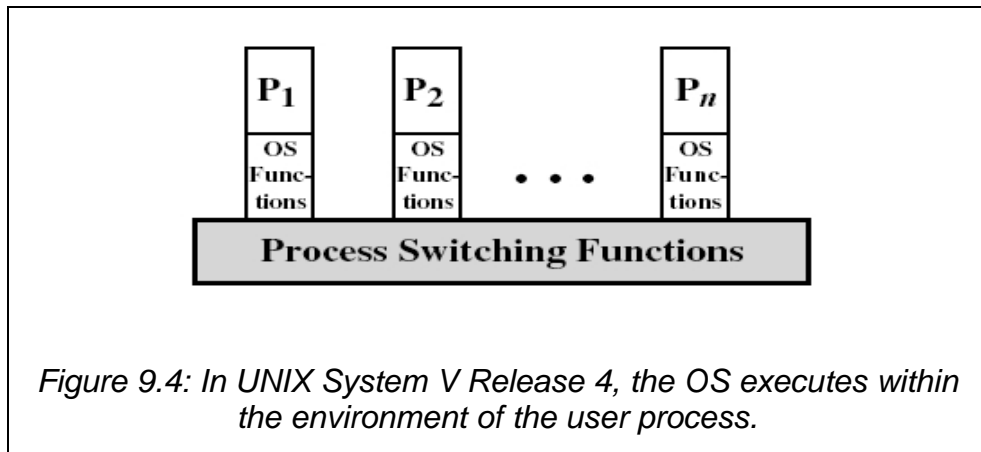 P1 P2 Pn
OS OS OS
Func- Func- • • • Func-
tions tions tions
Process Switching Functions
Figure 9.4: In UNIX System V Release 4, the OS executes within
the environment of the user process.